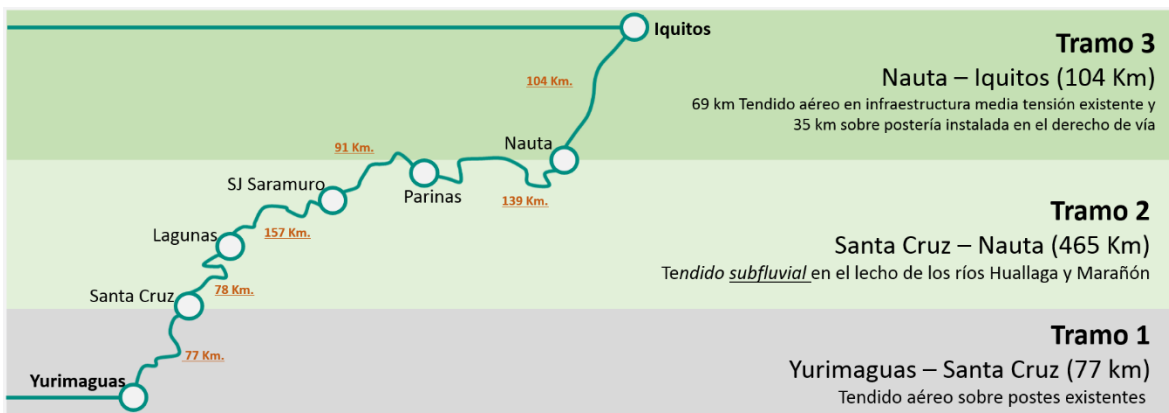 Iquitos
Tramo 3
104 Km.
Nauta – Iquitos (104 Km)
69 km Tendido aéreo en infraestructura media tensión existente y
35 km sobre postería instalada en el derecho de vía
Nauta
91 Km.
SJ Saramuro
Parinas
139 Km.
Tramo 2
Lagunas
157 Km.
Santa Cruz – Nauta (465 Km)
Tendido subfluvial en el lecho de los ríos Huallaga y Marañón
78 Km.
Santa Cruz
Tramo 1
77 Km.
Yurimaguas – Santa Cruz (77 km)
Yurimaguas
Tendido aéreo sobre postes existentes